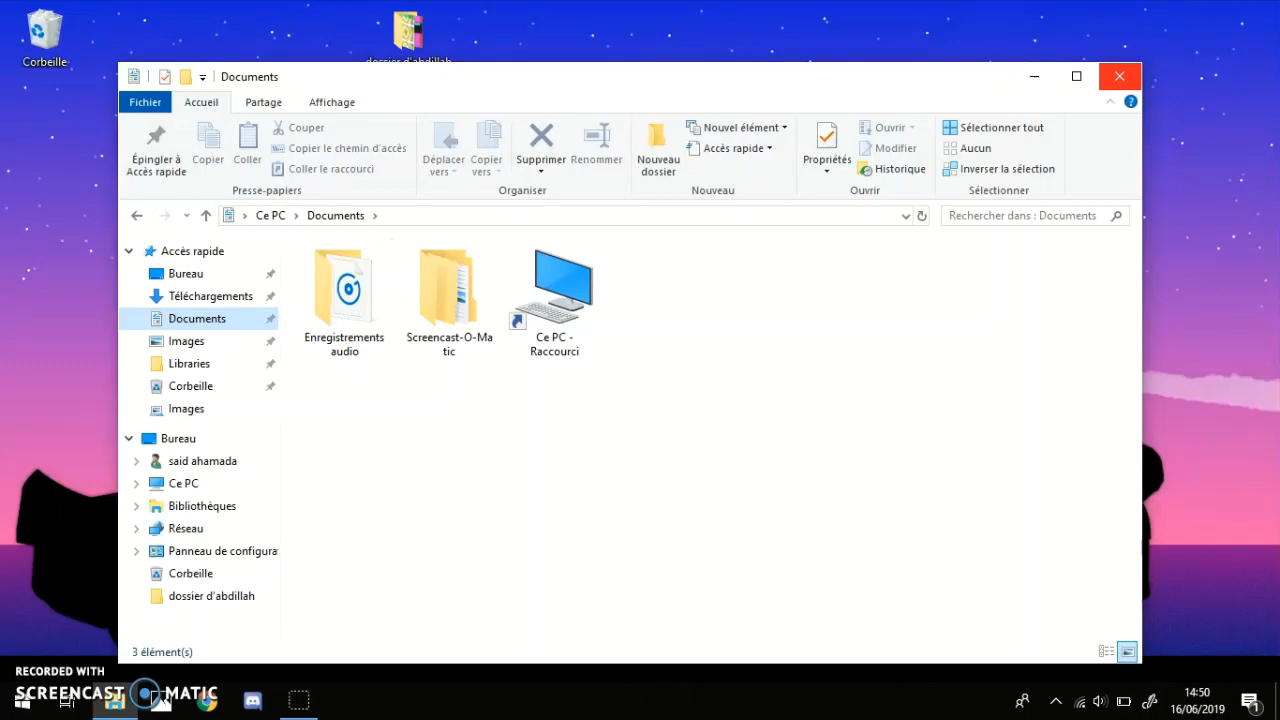 Corbeille
dossier d'abdillah
Documents
Fichier Accueil Partage Affichage
Épingler à
Accès rapide
Copier
Coller
Couper
Copier le chemin d'accès
Coller le raccourci
Déplacer
vers
Copier
vers
Supprimer
Renommer
Nouveau
dossier
Nouvel élément
Accès rapide
Propriétés
Ouvrir
Modifier
Historique
Sélectionner tout
Aucun
Inverser la sélection
Presse-papiers Organiser Nouveau Ouvrir Sélectionner
Ce PC Documents
Rechercher dans : Documents
Accès rapide
Bureau
Téléchargements
Documents
Images
Libraries
Corbeille
Images
Bureau
said ahamada
Ce PC
Bibliothèques
Réseau
Panneau de configura
Corbeille
dossier d'abdillah
Enregistrements
audio
Screencast-O-Ma
tic
Ce PC -
Raccourci
3 élément(s)
RECORDED WITH
SCREENCAST MATIC
14:50
16/06/2019
1